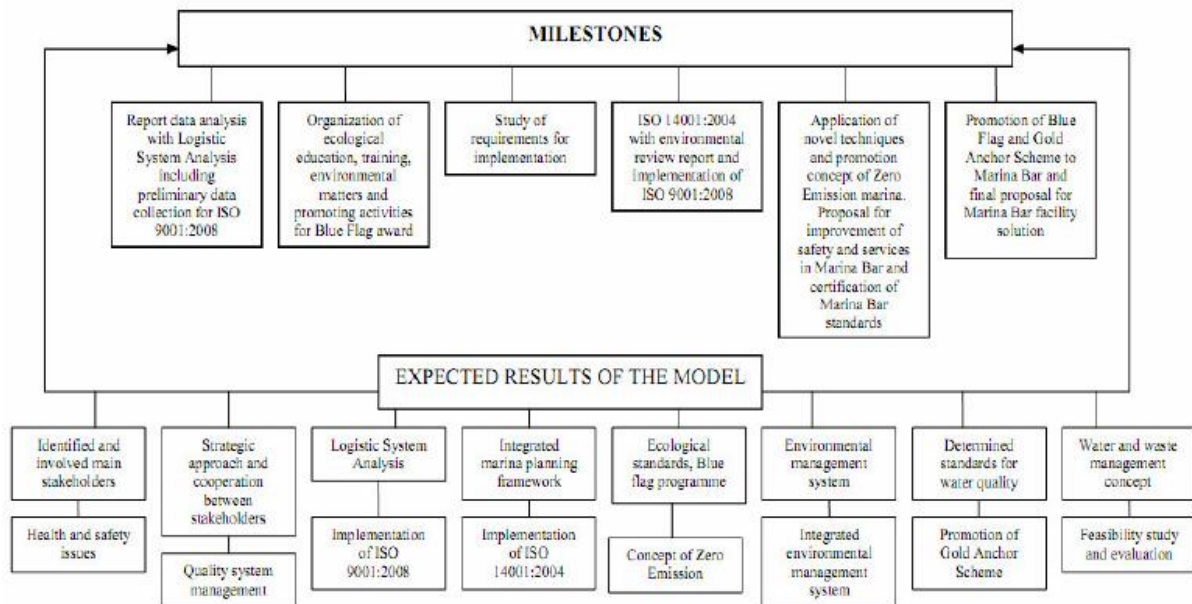 MILESTONES
Report data analysis
with Logistic
System Analysis
including
preliminary data
collection for ISO
9001:2008
Organization of
ecological
education, training,
environmental
matters and
promoting activities
for Blue Flag award
Study of
requirements for
implementation
ISO 14001:2004
with environmental
review report and
implementation of
ISO 9001:2008
Application of
novel techniques
and promotion
concept of Zero
Emission marina.
Proposal for
improvement of
safety and services
in Marina Bar and
certification of
Marina Bar
standards
Promotion of Blue
Flag and Gold
Anchor Scheme to
Marina Bar and
final proposal for
Marina Bar facility
solution
EXPECTED RESULTS OF THE MODEL
Identified and
involved main
stakeholders
Health and safety
issues
Strategic
approach and
cooperation
between
stakeholders
Quality system
management
Logistic System
Analysis
Implementation
of ISO
9001:2008
Integrated
marina planning
framework
Implementation
of ISO
14001:2004
Ecological
standards, Blue
flag programme
Concept of Zero
Emission
Environmental
management
system
Integrated
environmental
management
system
Determined
standards for
water quality
Promotion of
Gold Anchor
Scheme
Water and waste
management
concept
Feasibility study
and evaluation